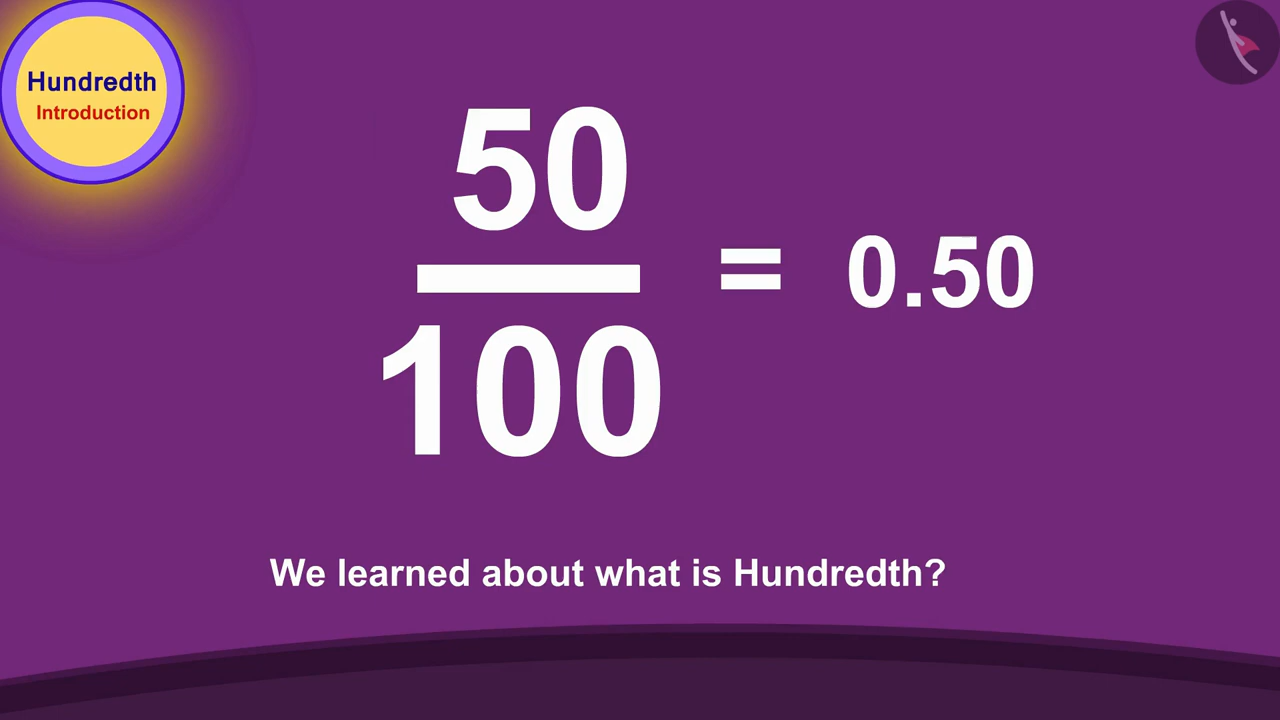 Hundredth
Introduction
50
100
= 0.50
We learned about what is Hundredth?